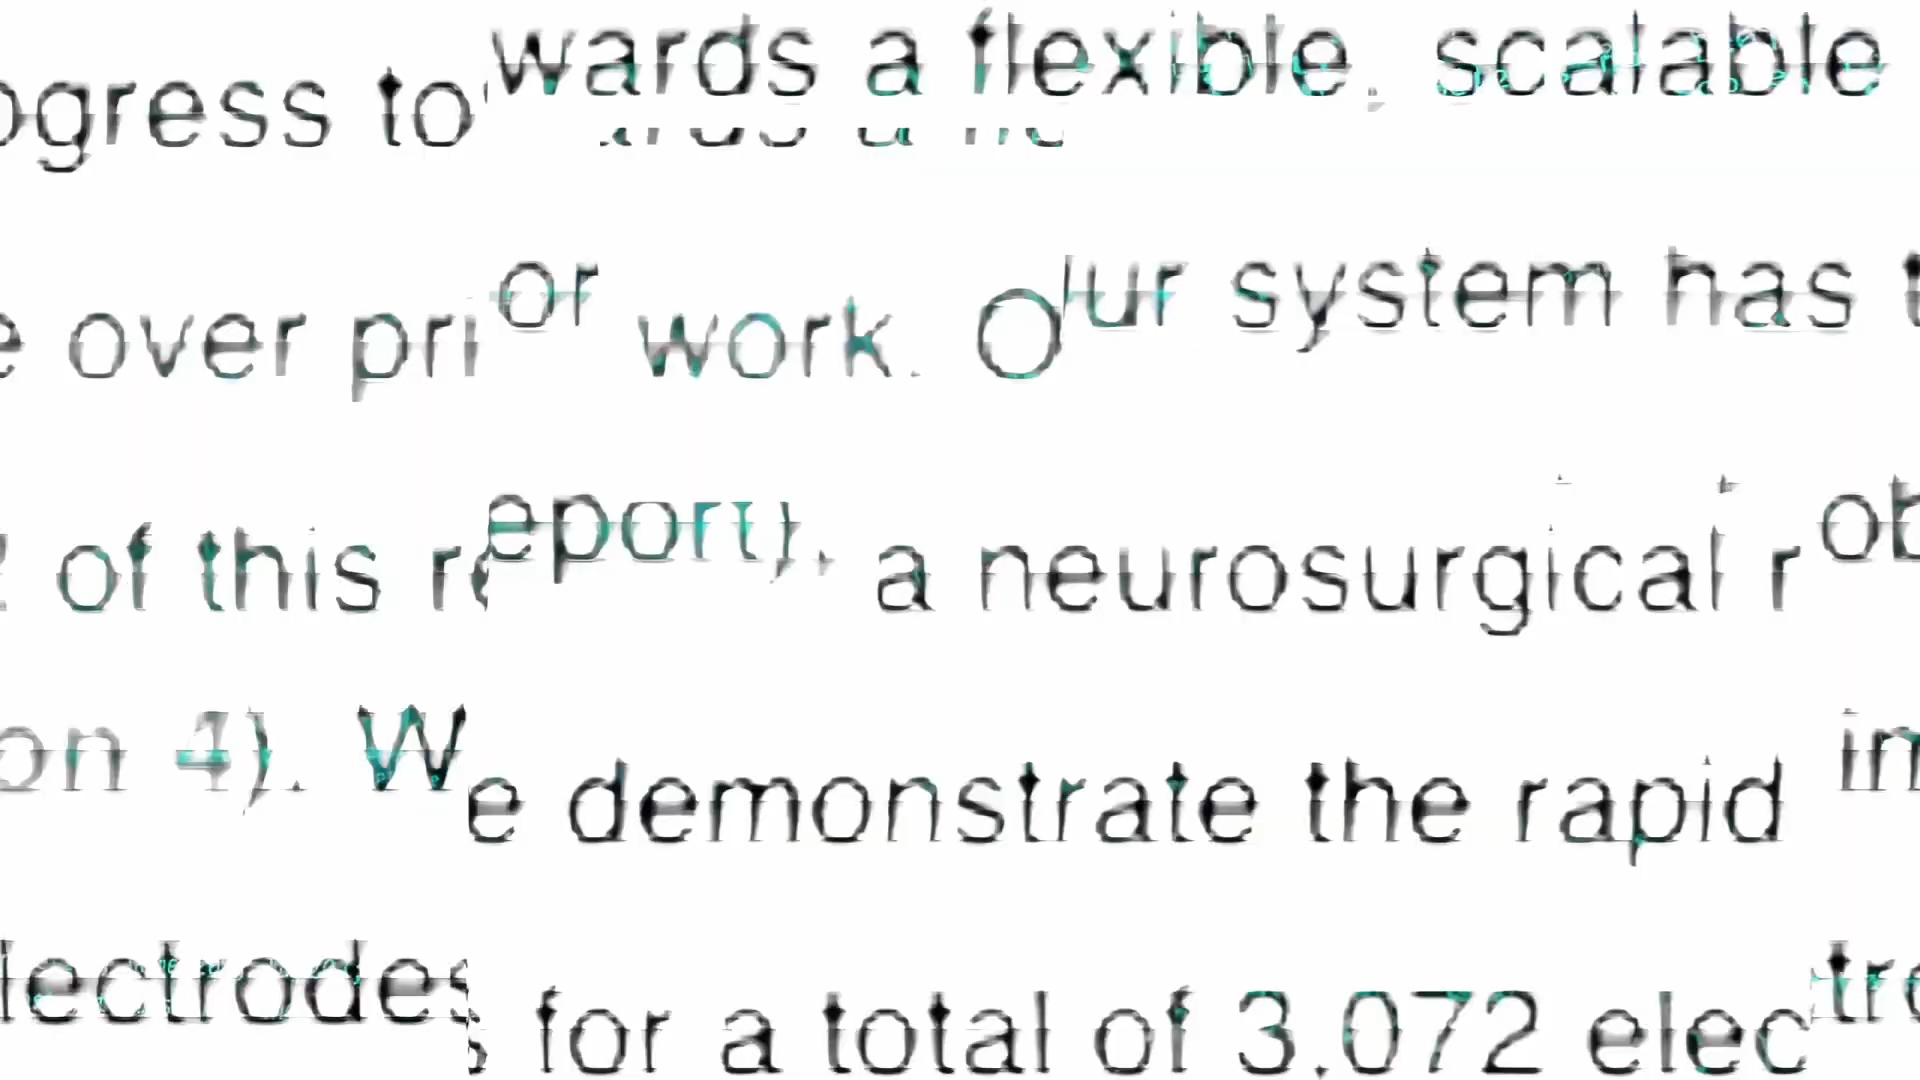 ogress towards a flexible, scalable
e over prior work. Our system has t
of this report), a neurosurgical rob
on 4). We demonstrate the rapid im
lectrodes for a total of 3.072 electro